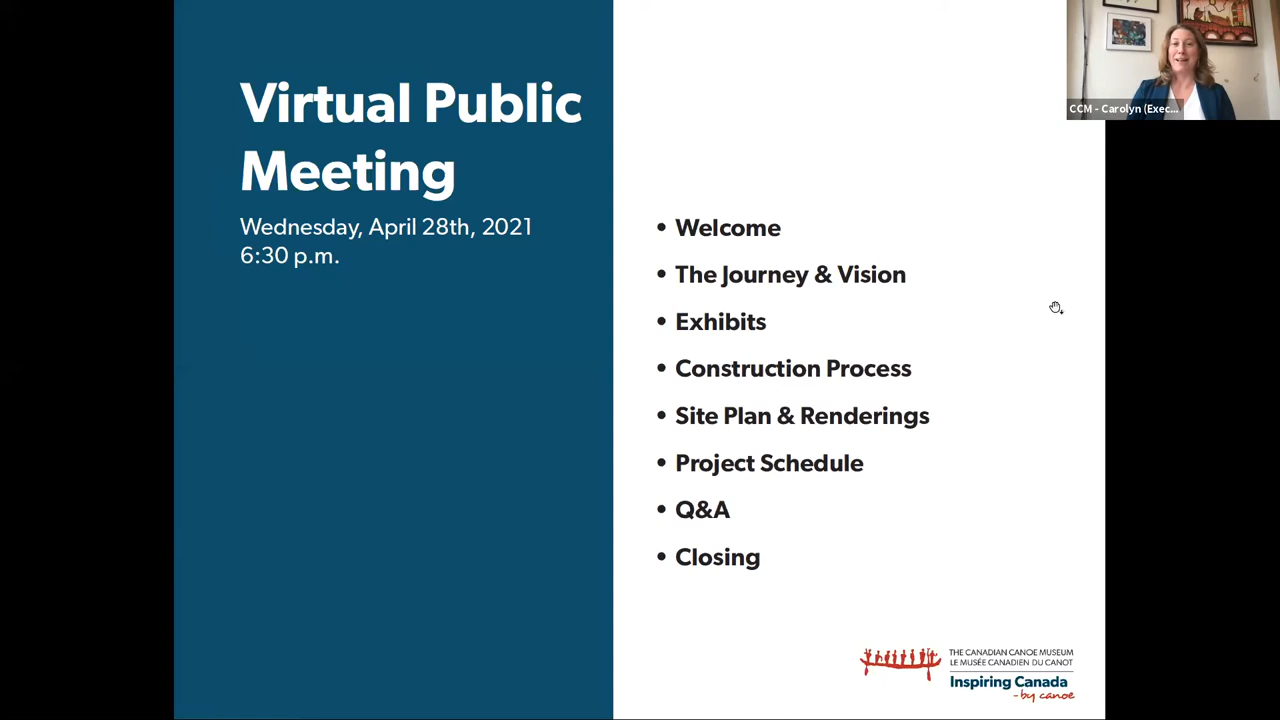 Virtual Public
Meeting
Wednesday, April 28th, 2021
6:30 p.m.
CCM - Carolyn (Exec...
• Welcome
• The Journey & Vision
• Exhibits
• Construction Process
• Site Plan & Renderings
• Project Schedule
• Q&A
• Closing
THE CANADIAN CANOE MUSEUM
LE MUSÉE CANADIEN DU CANOT
Inspiring Canada
- by canoe